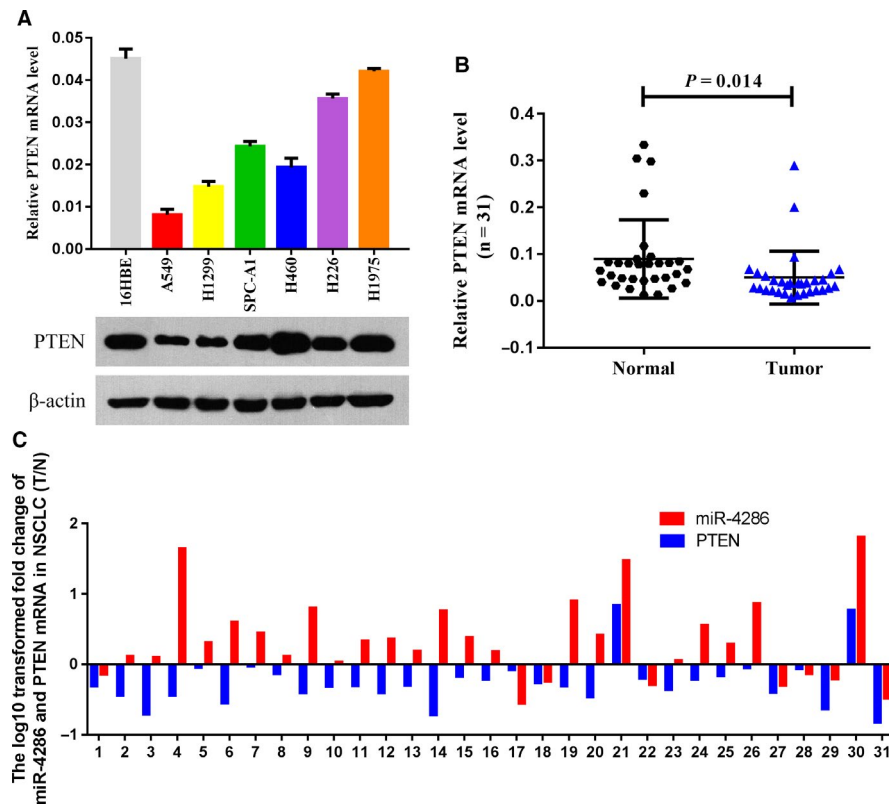 A
Relative PTEN mRNA level
0.05
0.04
0.03
0.02
0.01
0.00
16HBE
A549
H1299
SPC-A1
H460
H226
H1975
PTEN
β-actin
B
P = 0.014
Relative PTEN mRNA level
(n = 31)
0.4
0.3
0.2
0.1
0.0
–0.1
Normal
Tumor
C
The log10 transformed fold change of
miR-4286 and PTEN mRNA in NSCLC (T/N)
2
1
0
–1
miR-4286
PTEN
1 2 3 4 5 6 7 8 9 10 11 12 13 14 15 16 17 18 19 20 21 22 23 24 25 26 27 28 29 30 31